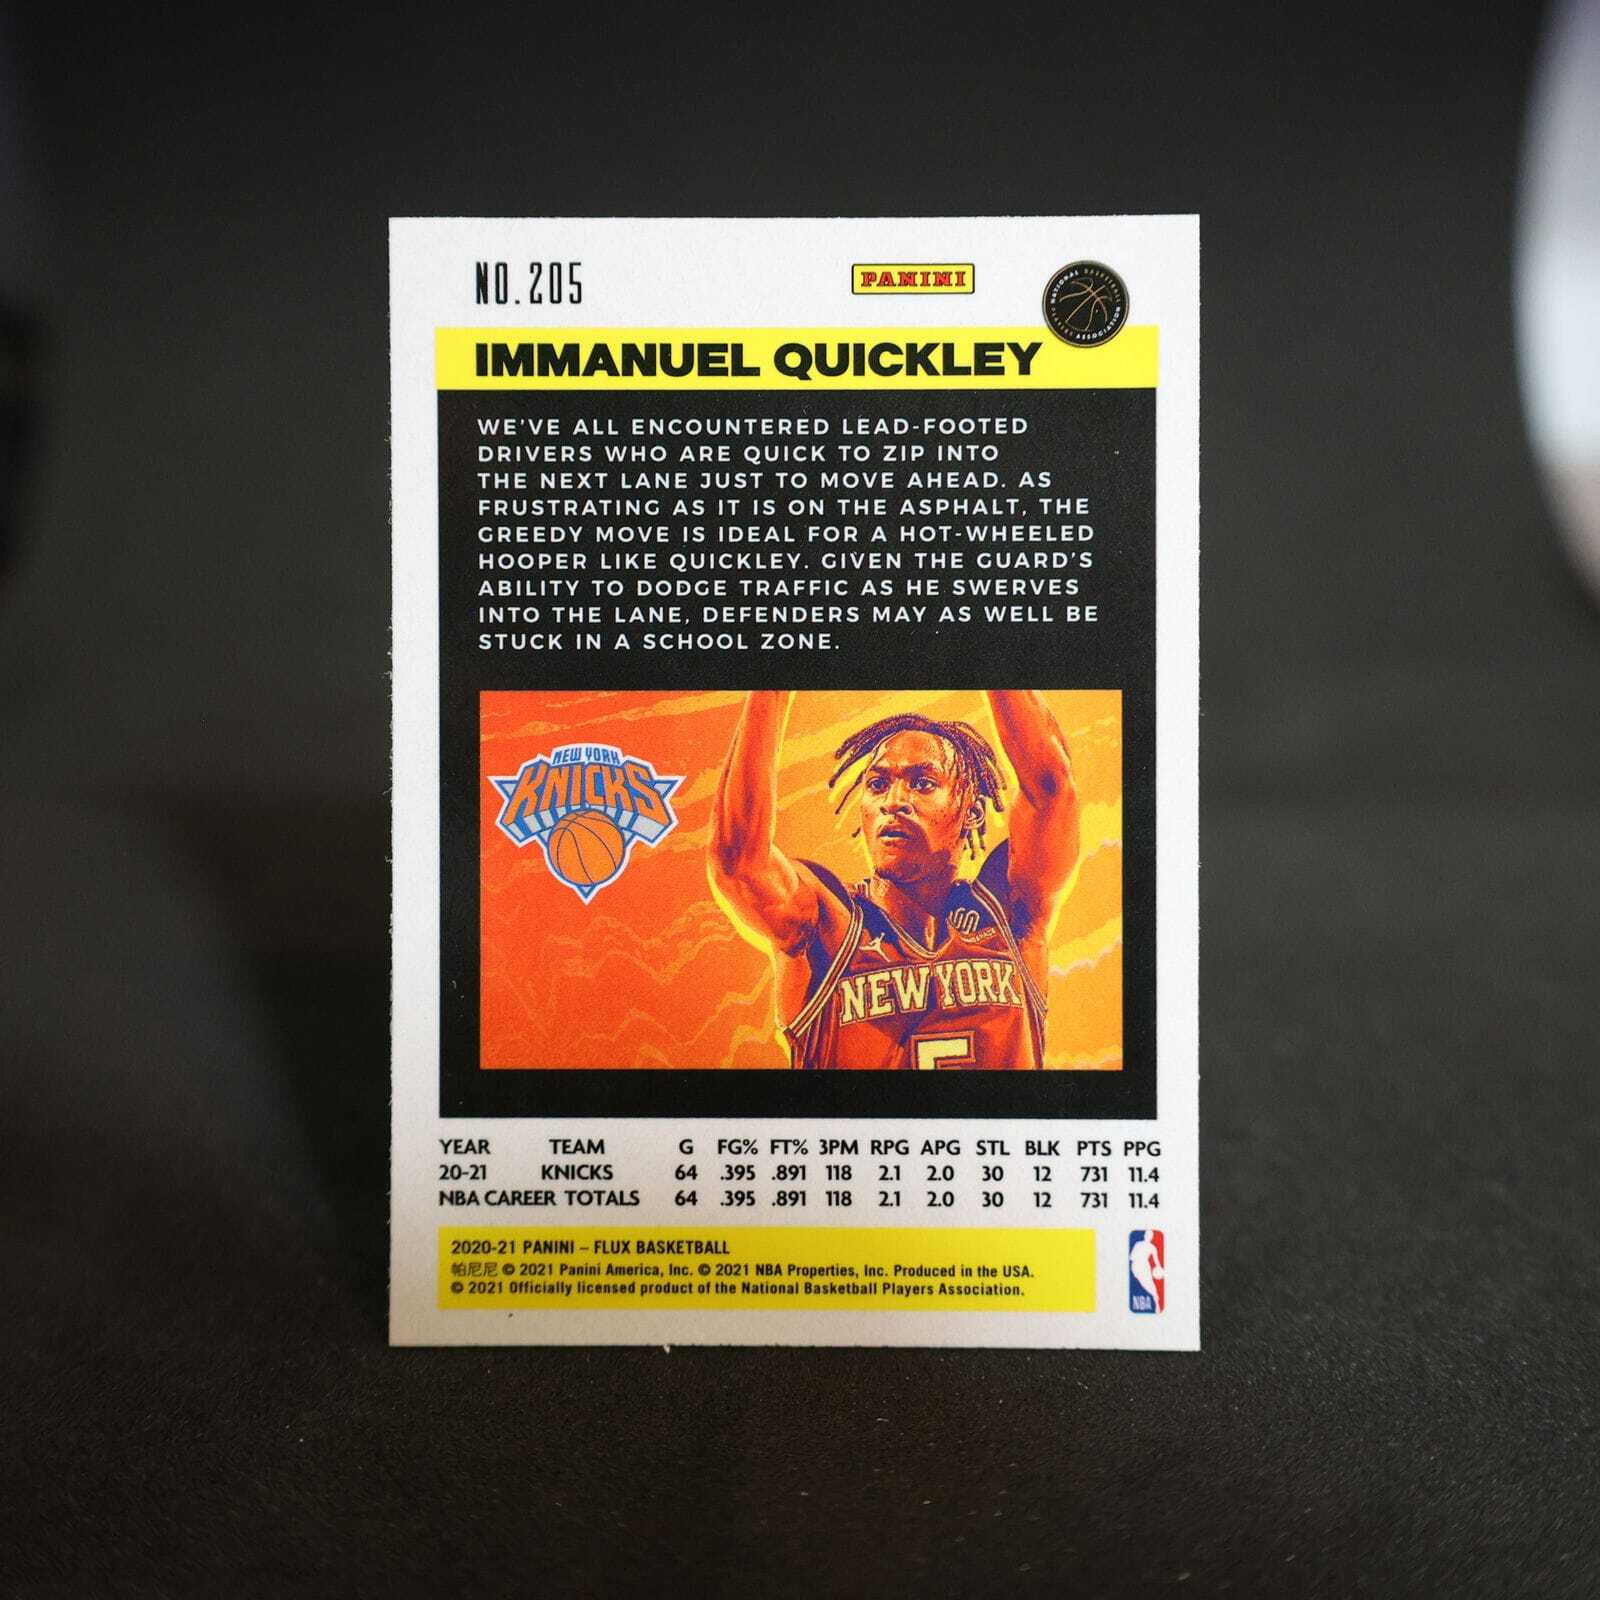 NO.205
PANINI
NATIONAL BASKETBALL PLAYERS ASSOCIATION
IMMANUEL QUICKLEY
WE'VE ALL ENCOUNTERED LEAD-FOOTED
DRIVERS WHO ARE QUICK TO ZIP INTO
THE NEXT LANE JUST TO MOVE AHEAD. AS
FRUSTRATING AS IT IS ON THE ASPHALT, THE
GREEDY MOVE IS IDEAL FOR A HOT-WHEELED
HOOPER LIKE QUICKLEY. GIVEN THE GUARD'S
ABILITY TO DODGE TRAFFIC AS HE SWERVES
INTO THE LANE, DEFENDERS MAY AS WELL BE
STUCK IN A SCHOOL ZONE.
NEW YORK
KNICKS
NEW YORK
5
YEAR TEAM G FG% FT% 3PM RPG APG STL BLK PTS PPG
20-21 KNICKS 64 .395 .891 118 2.1 2.0 30 12 731 11.4
NBA CAREER TOTALS 64 .395 .891 118 2.1 2.0 30 12 731 11.4
2020-21 PANINI – FLUX BASKETBALL
帕尼尼 © 2021 Panini America, Inc. © 2021 NBA Properties, Inc. Produced in the USA.
© 2021 Officially licensed product of the National Basketball Players Association.
NBA